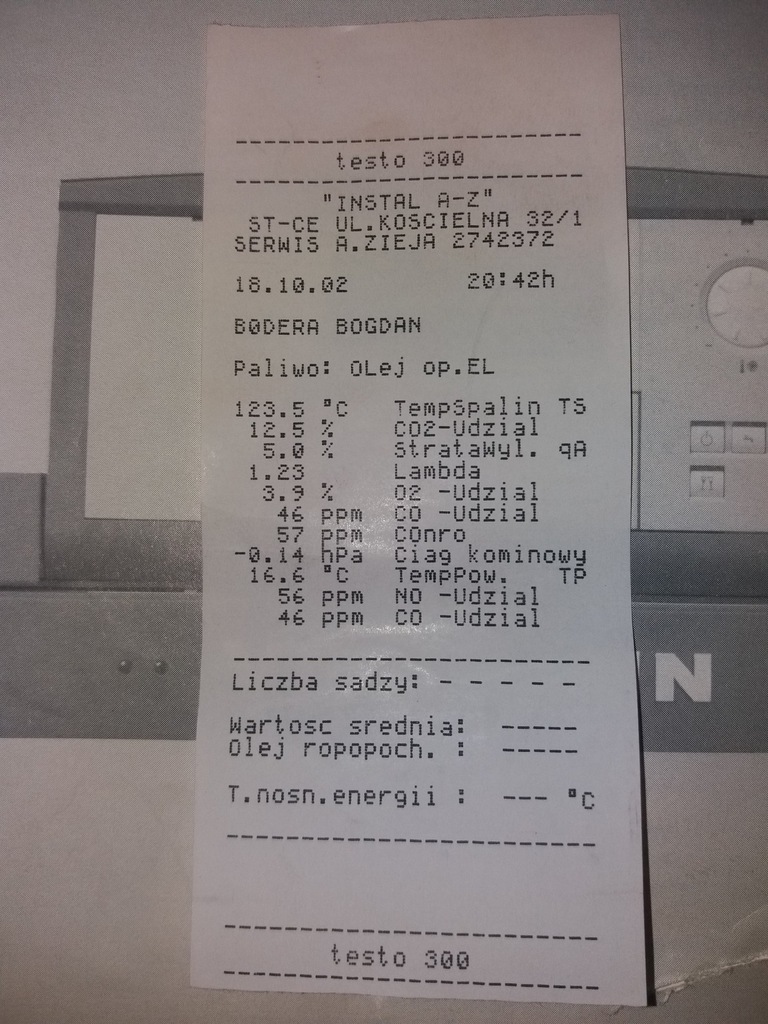 ------------------------
testo 300
------------------------
"INSTAL A-Z"
ST-CE UL.KOSCIELNA 32/1
SERWIS A.ZIEJA 2742372
18.10.02 20:42h
BØDERA BOGDAN
Paliwo: OLej op.EL
123.5 °C TempSpalin TS
12.5 % CO2-Udzial
5.0 % StrataWyl. qA
1.23 Lambda
3.9 % O2 -Udzial
46 ppm CO -Udzial
57 ppm COnro
-0.14 hPa Ciag kominowy
16.6 °C TempPow. TP
56 ppm NO -Udzial
46 ppm CO -Udzial
------------------------
Liczba sadzy: - - - - -
Wartosc srednia: -----
Olej ropopoch. : -----
T.nosn.energii : --- °C
------------------------
------------------------
testo 300
------------------------
N